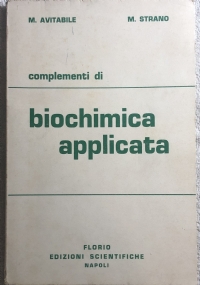 M. AVITABILE M. STRANO
complementi di
biochimica
applicata
FLORIO
EDIZIONI SCIENTIFICHE
NAPOLI